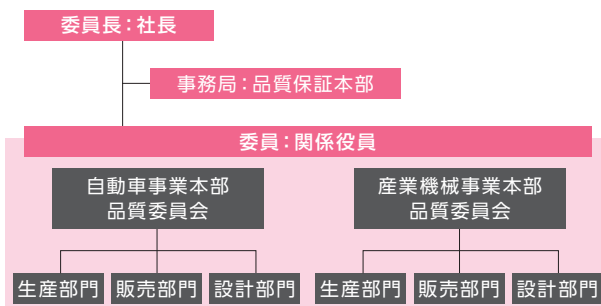 委員長：社長
事務局：品質保証本部
委員：関係役員
自動車事業本部
品質委員会
産業機械事業本部
品質委員会
生産部門
販売部門
設計部門
生産部門
販売部門
設計部門